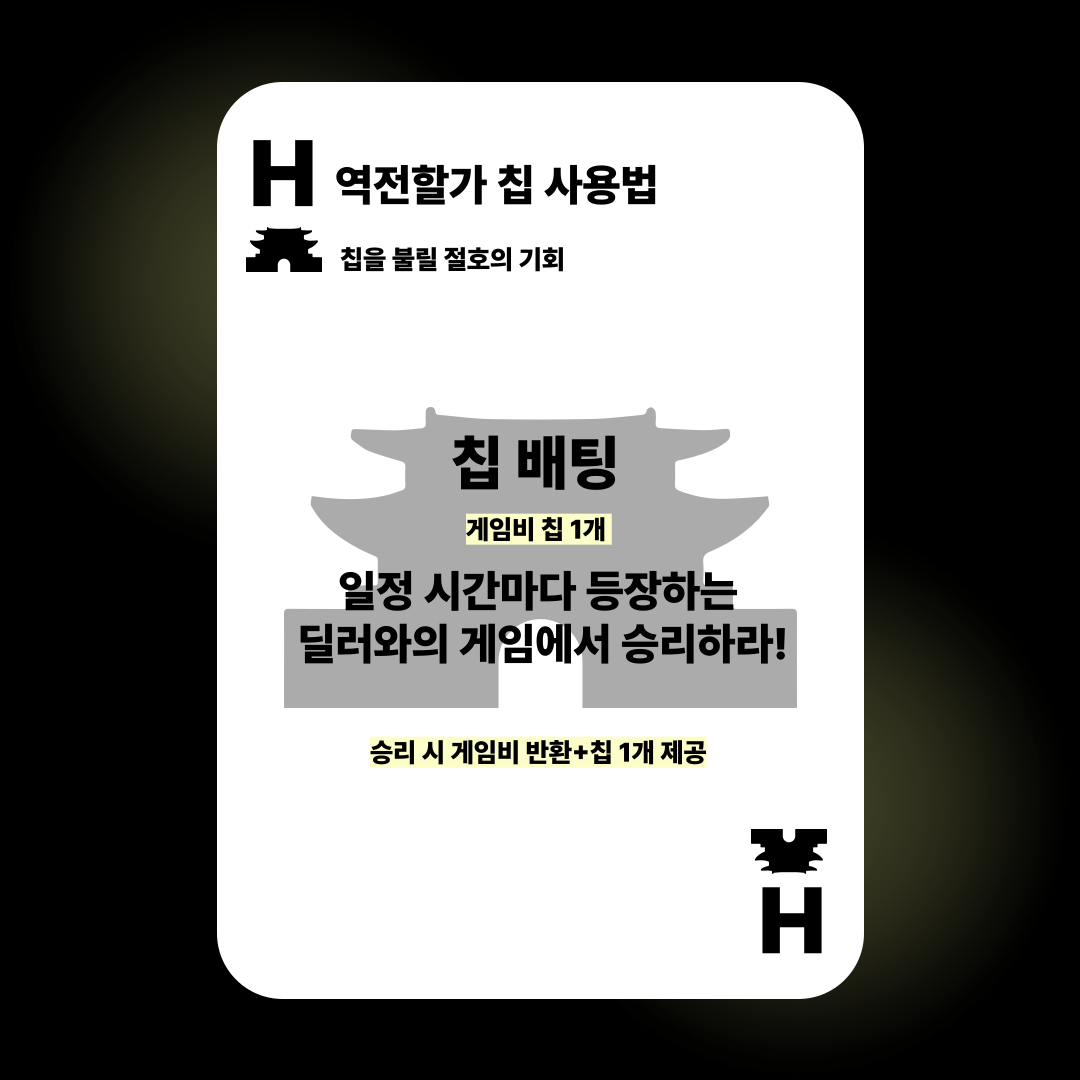 H 역전할가 칩 사용법
칩을 불릴 절호의 기회
칩 배팅
게임비 칩 1개
일정 시간마다 등장하는
딜러와의 게임에서 승리하라!
승리 시 게임비 반환+칩 1개 제공
H